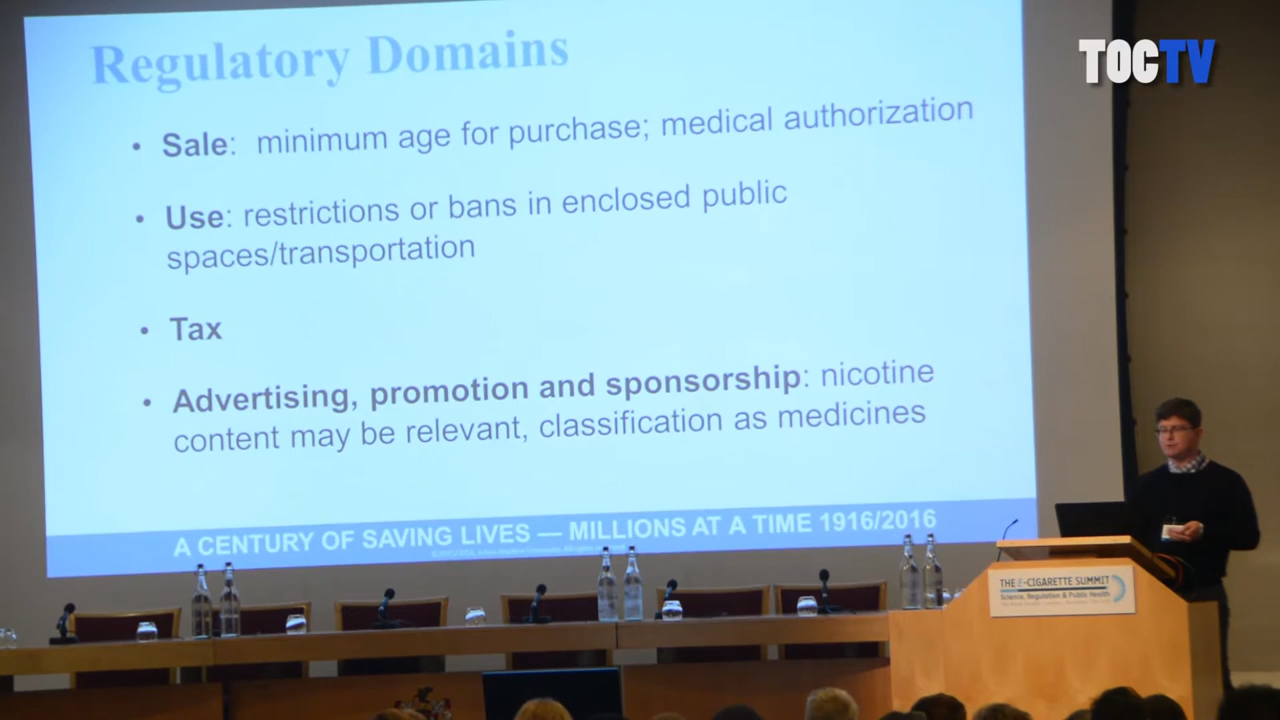 TOCTV
Regulatory Domains
• Sale: minimum age for purchase; medical authorization
• Use: restrictions or bans in enclosed public
spaces/transportation
• Tax
• Advertising, promotion and sponsorship: nicotine
content may be relevant, classification as medicines
A CENTURY OF SAVING LIVES — MILLIONS AT A TIME 1916/2016
THE E-CIGARETTE SUMMIT
Science, Regulation & Public Health